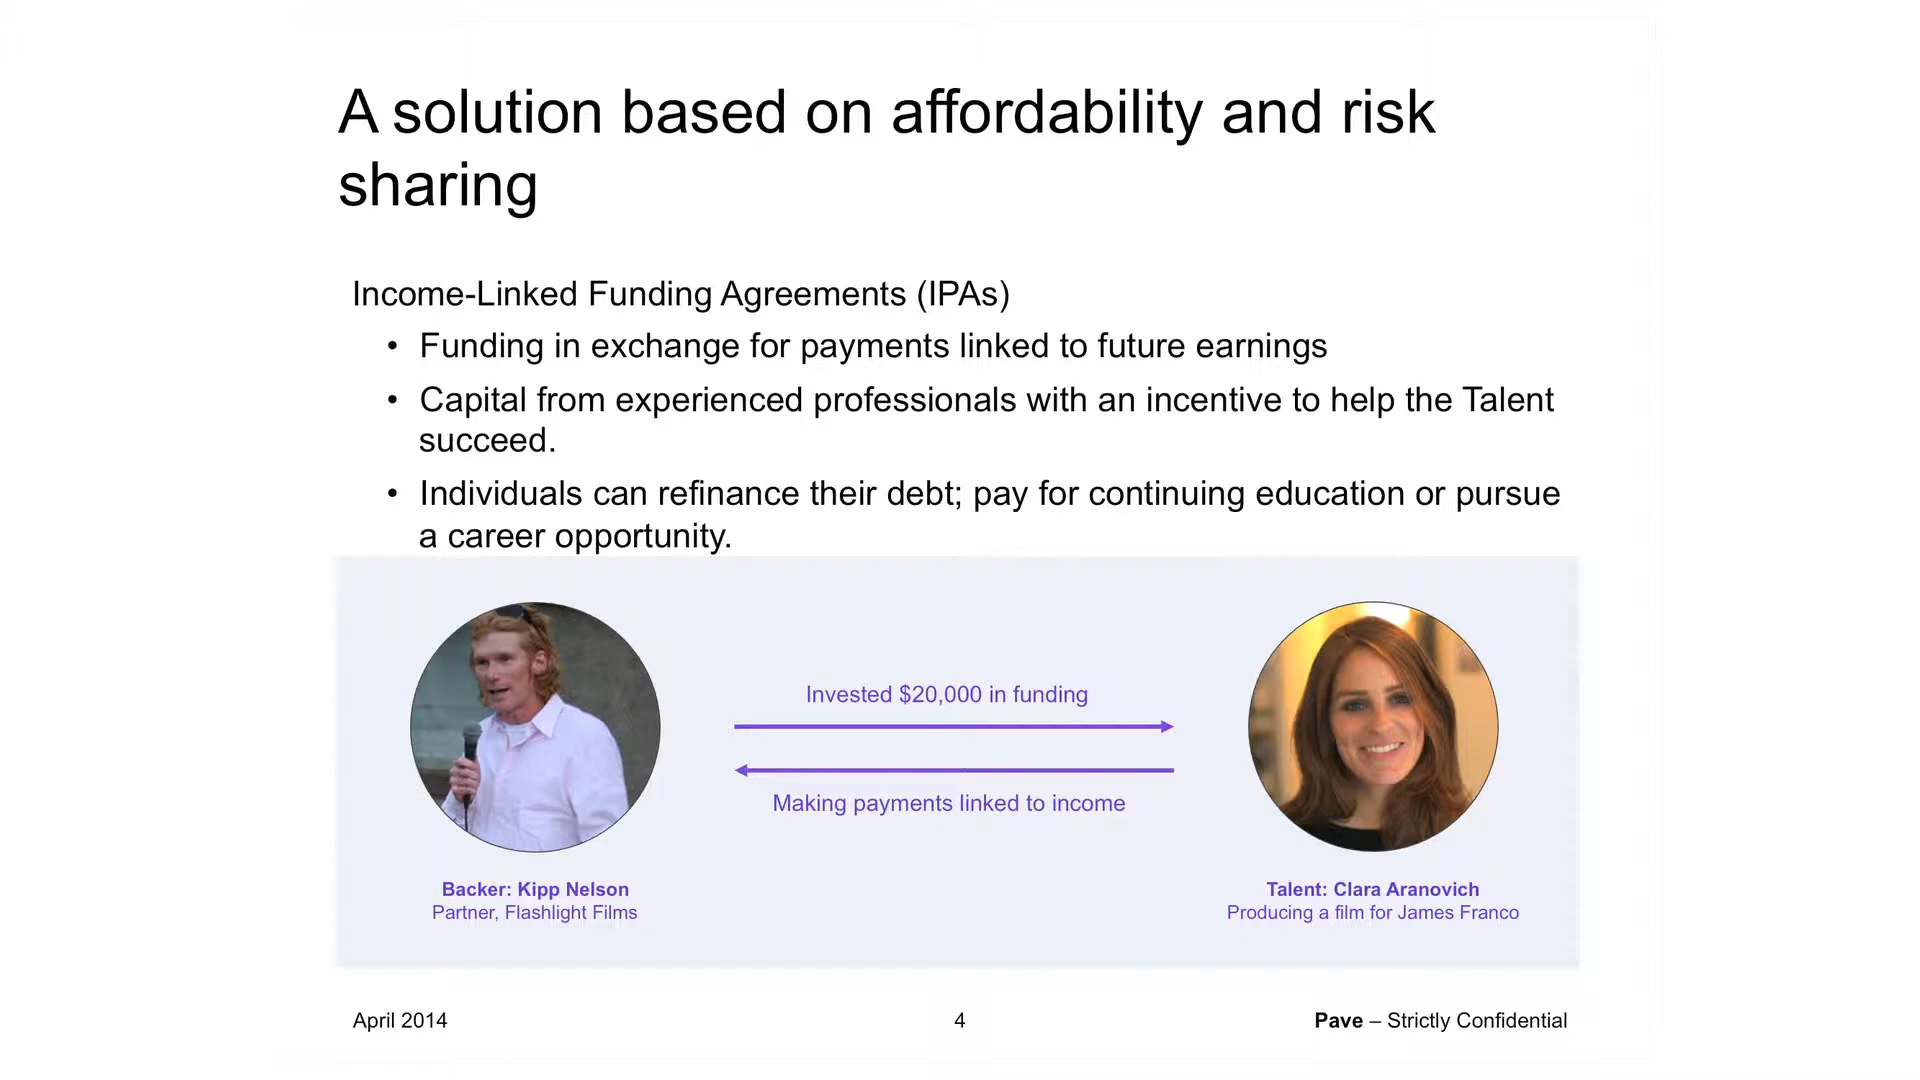 A solution based on affordability and risk
sharing
Income-Linked Funding Agreements (IPAs)
• Funding in exchange for payments linked to future earnings
• Capital from experienced professionals with an incentive to help the Talent
succeed.
• Individuals can refinance their debt; pay for continuing education or pursue
a career opportunity.
Invested $20,000 in funding
Making payments linked to income
Backer: Kipp Nelson
Partner, Flashlight Films
Talent: Clara Aranovich
Producing a film for James Franco
April 2014
4
Pave – Strictly Confidential